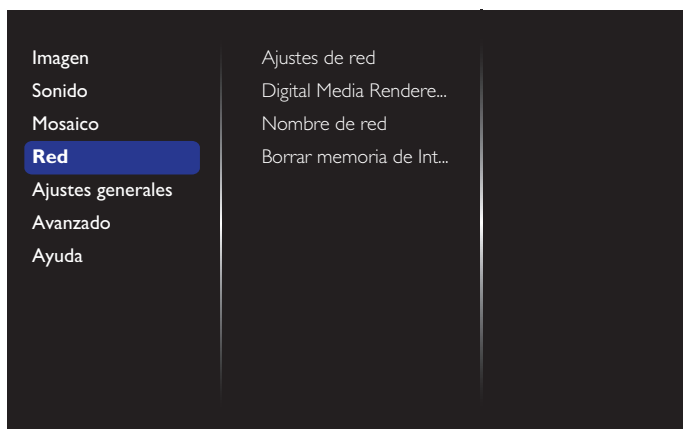 Imagen
Sonido
Mosaico
Red
Ajustes generales
Avanzado
Ayuda
Ajustes de red
Digital Media Rendere...
Nombre de red
Borrar memoria de Int...